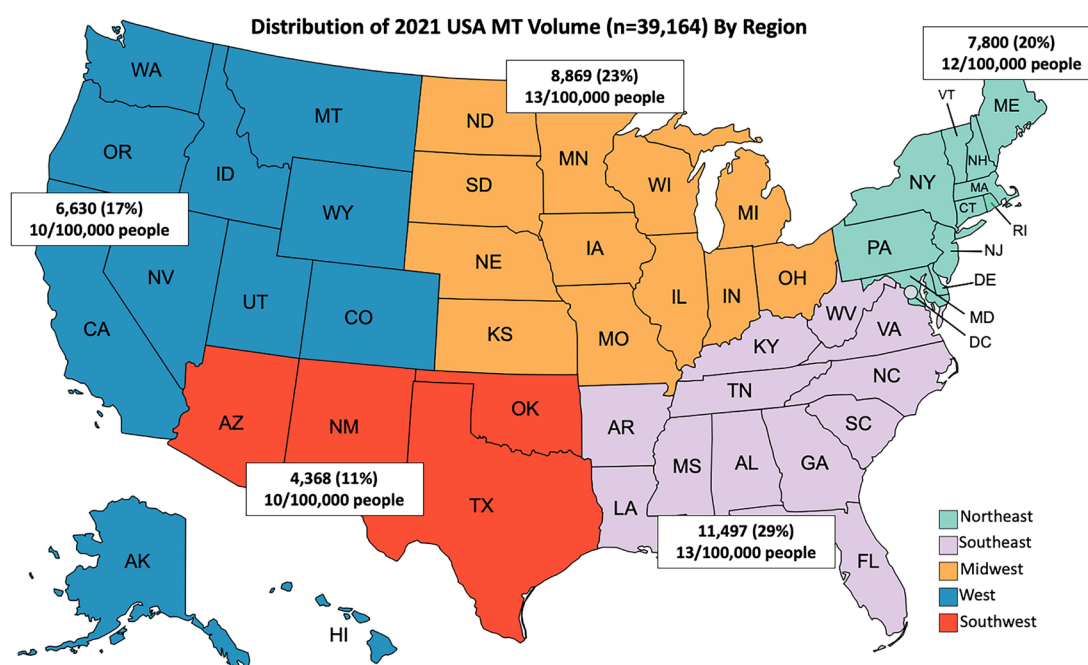 Distribution of 2021 USA MT Volume (n=39,164) By Region
7,800 (20%)
12/100,000 people
8,869 (23%)
13/100,000 people
6,630 (17%)
10/100,000 people
4,368 (11%)
10/100,000 people
11,497 (29%)
13/100,000 people
WA
OR
ID
MT
WY
NV
UT
CO
CA
AK
HI
ND
SD
NE
KS
MN
IA
MO
WI
IL
MI
IN
OH
AZ
NM
OK
TX
AR
LA
MS
AL
GA
FL
SC
NC
TN
KY
WV
VA
VT
ME
NH
NY
MA
CT
RI
PA
NJ
DE
MD
DC
Northeast
Southeast
Midwest
West
Southwest